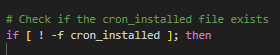 # Check if the cron_installed file exists
if [ ! -f cron_installed ]; then